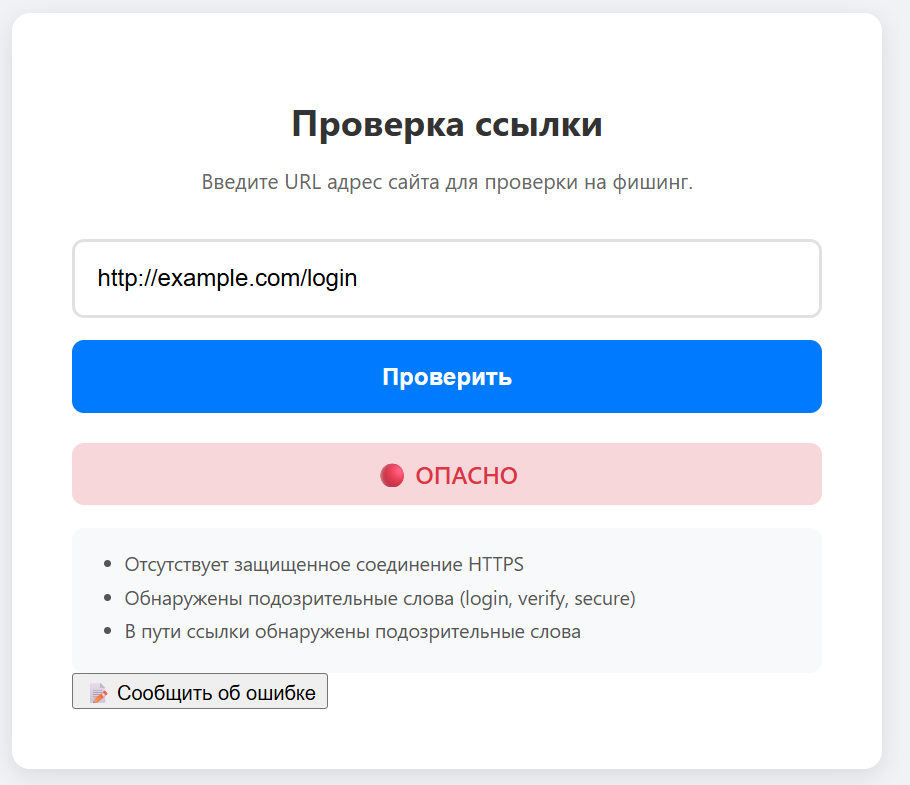 Проверка ссылки
Введите URL адрес сайта для проверки на фишинг.
http://example.com/login
Проверить
ОПАСНО
Отсутствует защищенное соединение HTTPS
Обнаружены подозрительные слова (login, verify, secure)
В пути ссылки обнаружены подозрительные слова
Сообщить об ошибке